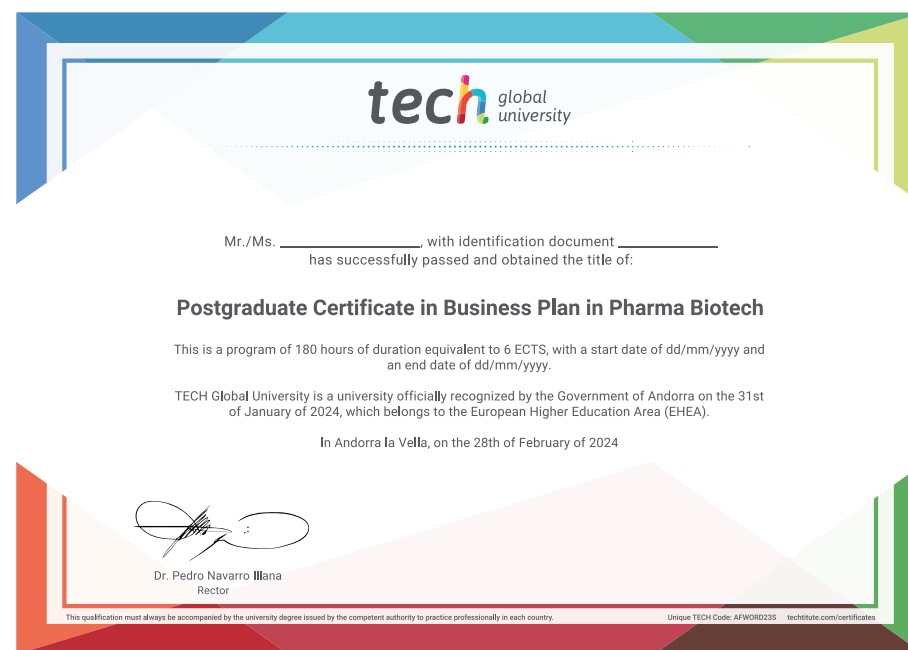 tech global
university
Mr./Ms. ____________________, with identification document ______________
has successfully passed and obtained the title of:
Postgraduate Certificate in Business Plan in Pharma Biotech
This is a program of 180 hours of duration equivalent to 6 ECTS, with a start date of dd/mm/yyyy and
an end date of dd/mm/yyyy.
TECH Global University is a university officially recognized by the Government of Andorra on the 31st
of January of 2024, which belongs to the European Higher Education Area (EHEA).
In Andorra la Vella, on the 28th of February of 2024
Dr. Pedro Navarro Illana
Rector
This qualification must always be accompanied by the university degree issued by the competent authority to practice professionally in each country. Unique TECH Code: AFWORD23S techtitute.com/certificates